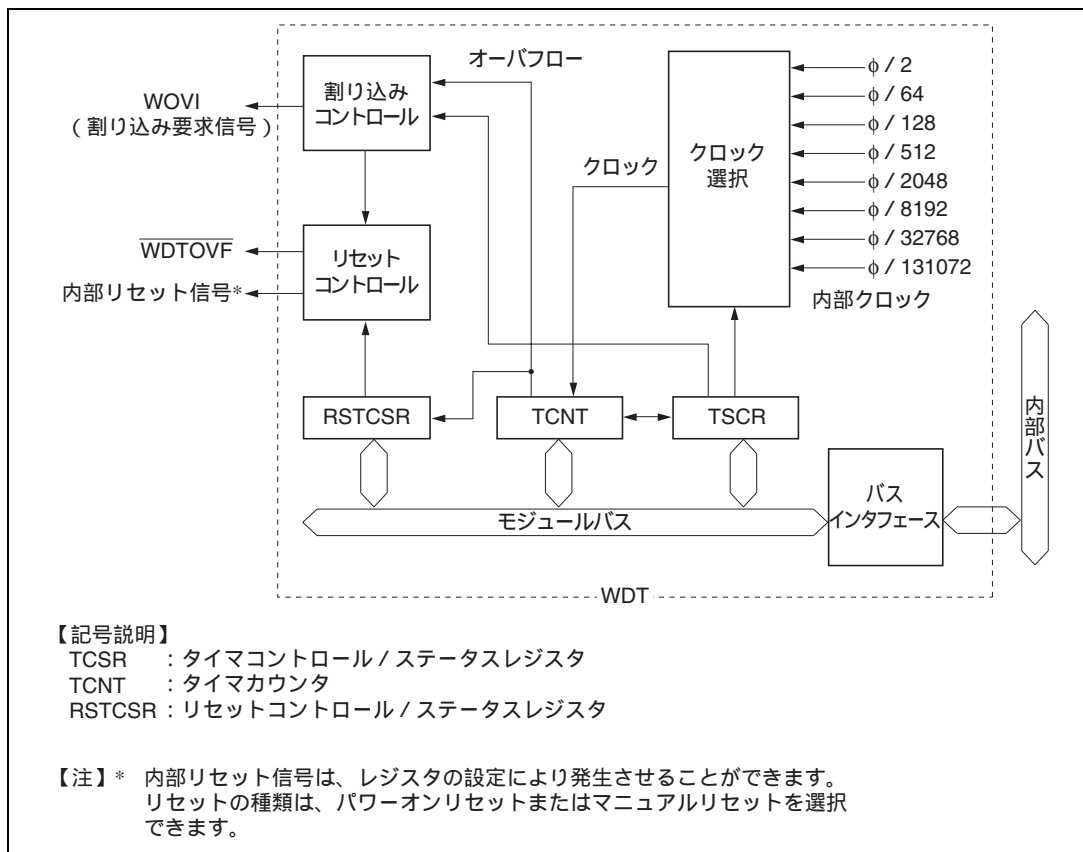 オーバフロー
割り込み
コントロール
WOVI
（割り込み要求信号）
クロック
選択
φ / 2
φ / 64
φ / 128
φ / 512
φ / 2048
φ / 8192
φ / 32768
φ / 131072
内部クロック
クロック
WDTOVF
内部リセット信号*
リセット
コントロール
RSTCSR
TCNT
TSCR
モジュールバス
バス
インタフェース
内部バス
WDT
【記号説明】
TCSR ：タイマコントロール / ステータスレジスタ
TCNT ：タイマカウンタ
RSTCSR：リセットコントロール / ステータスレジスタ
【注】* 内部リセット信号は、レジスタの設定により発生させることができます。
リセットの種類は、パワーオンリセットまたはマニュアルリセットを選択
できます。